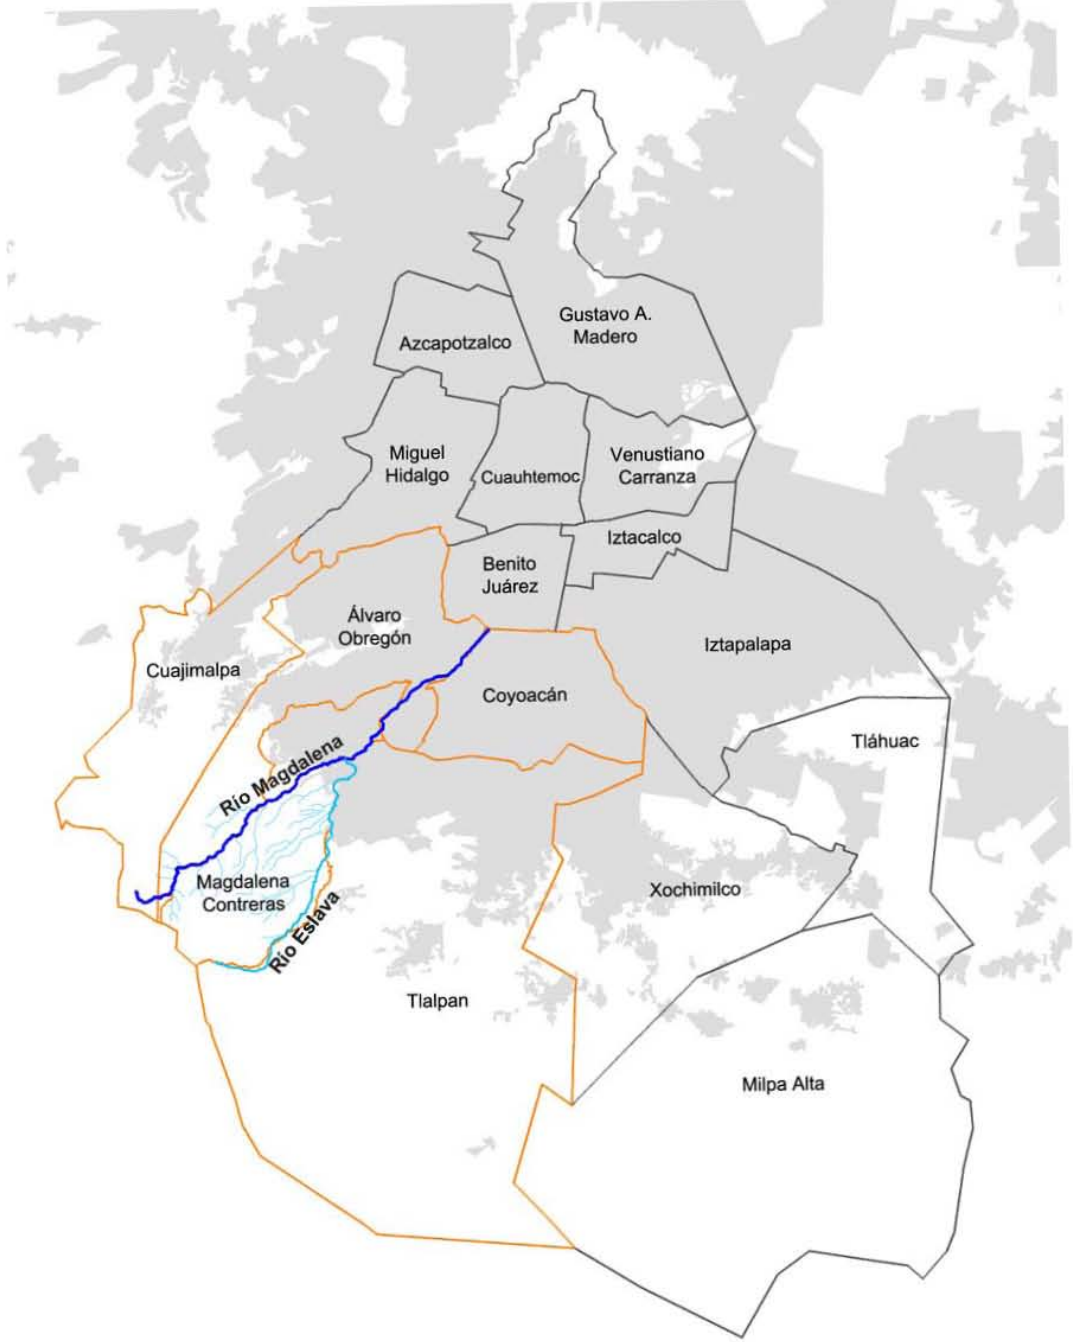 Gustavo A.
Madero
Azcapotzalco
Miguel
Hidalgo
Cuauhtemoc
Venustiano
Carranza
Iztacalco
Benito
Juárez
Álvaro
Obregón
Iztapalapa
Cuajimalpa
Coyoacán
Tláhuac
Río Magdalena
Magdalena
Contreras
Xochimilco
Río Eslava
Tlalpan
Milpa Alta